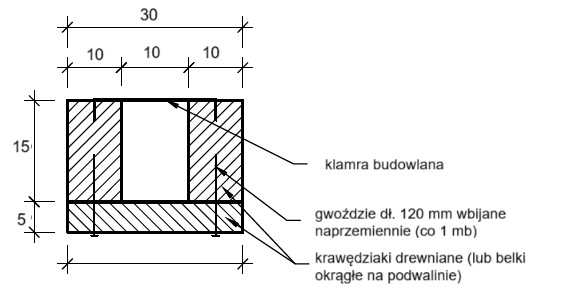 30
10 10 10
15
5
klamra budowlana
gwoździe dł. 120 mm wbijane
naprzemiennie (co 1 mb)
krawędziaki drewniane (lub belki
okrągłe na podwalinie)